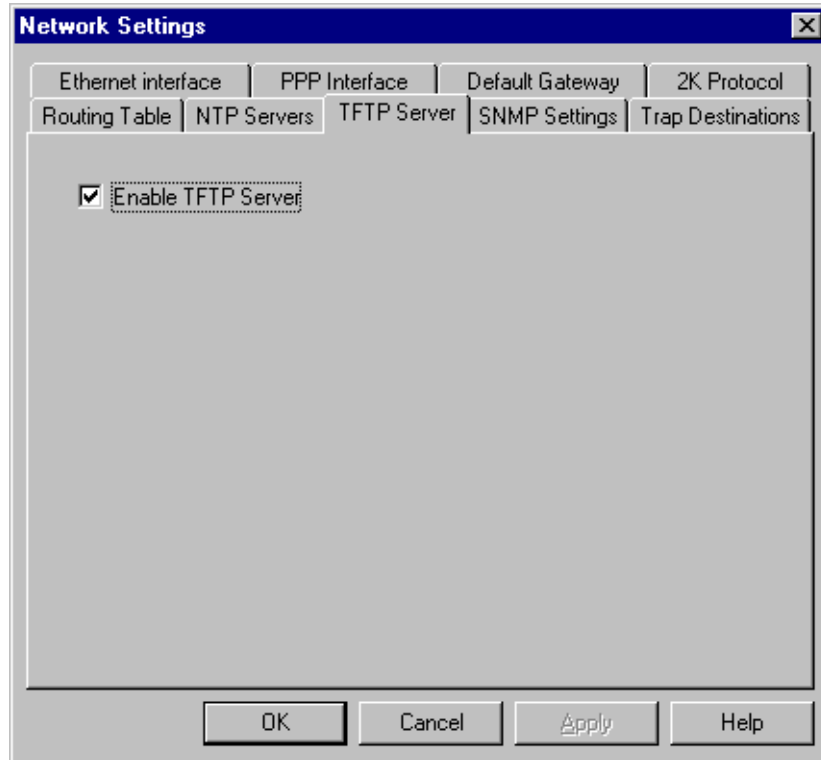 Network Settings
Ethernet interface PPP Interface Default Gateway 2K Protocol
Routing Table NTP Servers TFTP Server SNMP Settings Trap Destinations
Enable TFTP Server
OK Cancel Apply Help